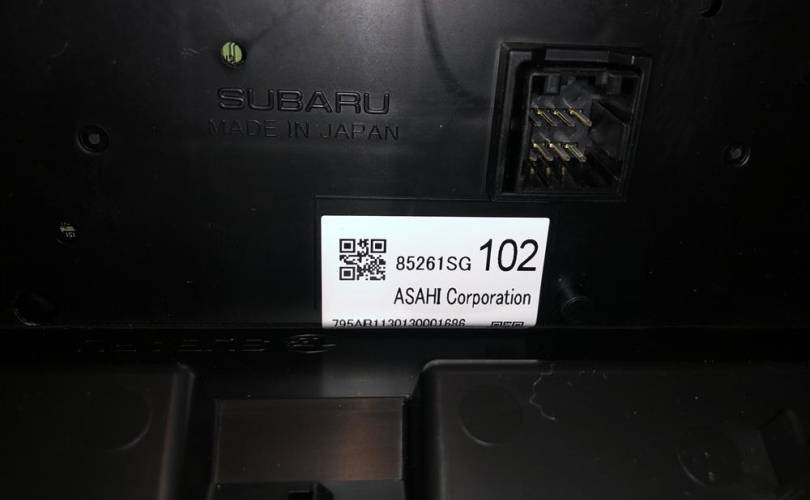 SUBARU
MADE IN JAPAN
85261SG 102
ASAHI Corporation
795AB1130130001686